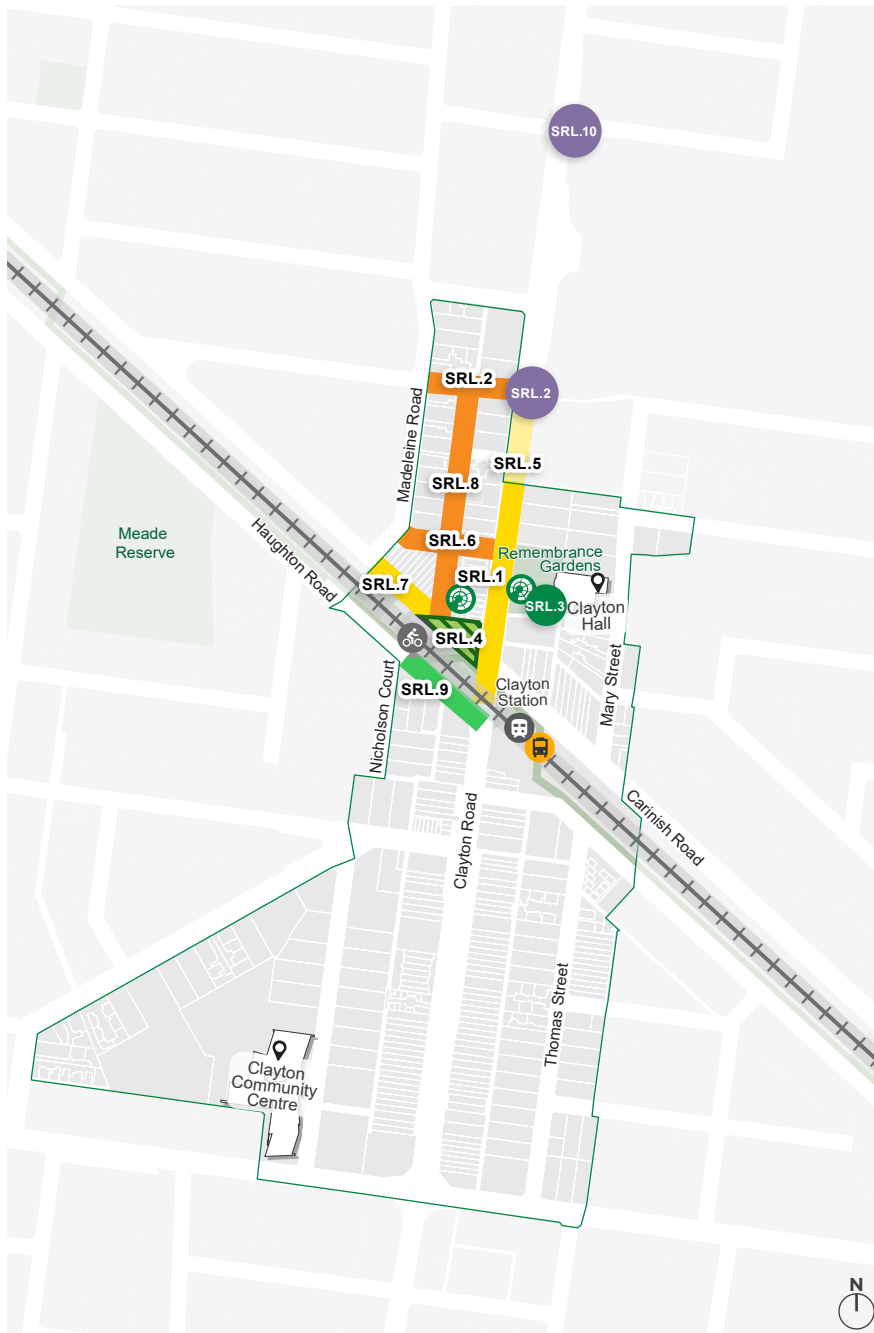 SRL.10
SRL.2
SRL.2
Madeleine Road
SRL.5
SRL.8
SRL.6
Meade
Reserve
Haughton Road
Remembrance
Gardens
SRL.1
SRL.7
SRL.3
Clayton
Hall
SRL.4
Clayton
Station
SRL.9
Mary Street
Nicholson Court
Carinish Road
Clayton Road
Thomas Street
Clayton
Community
Centre
N